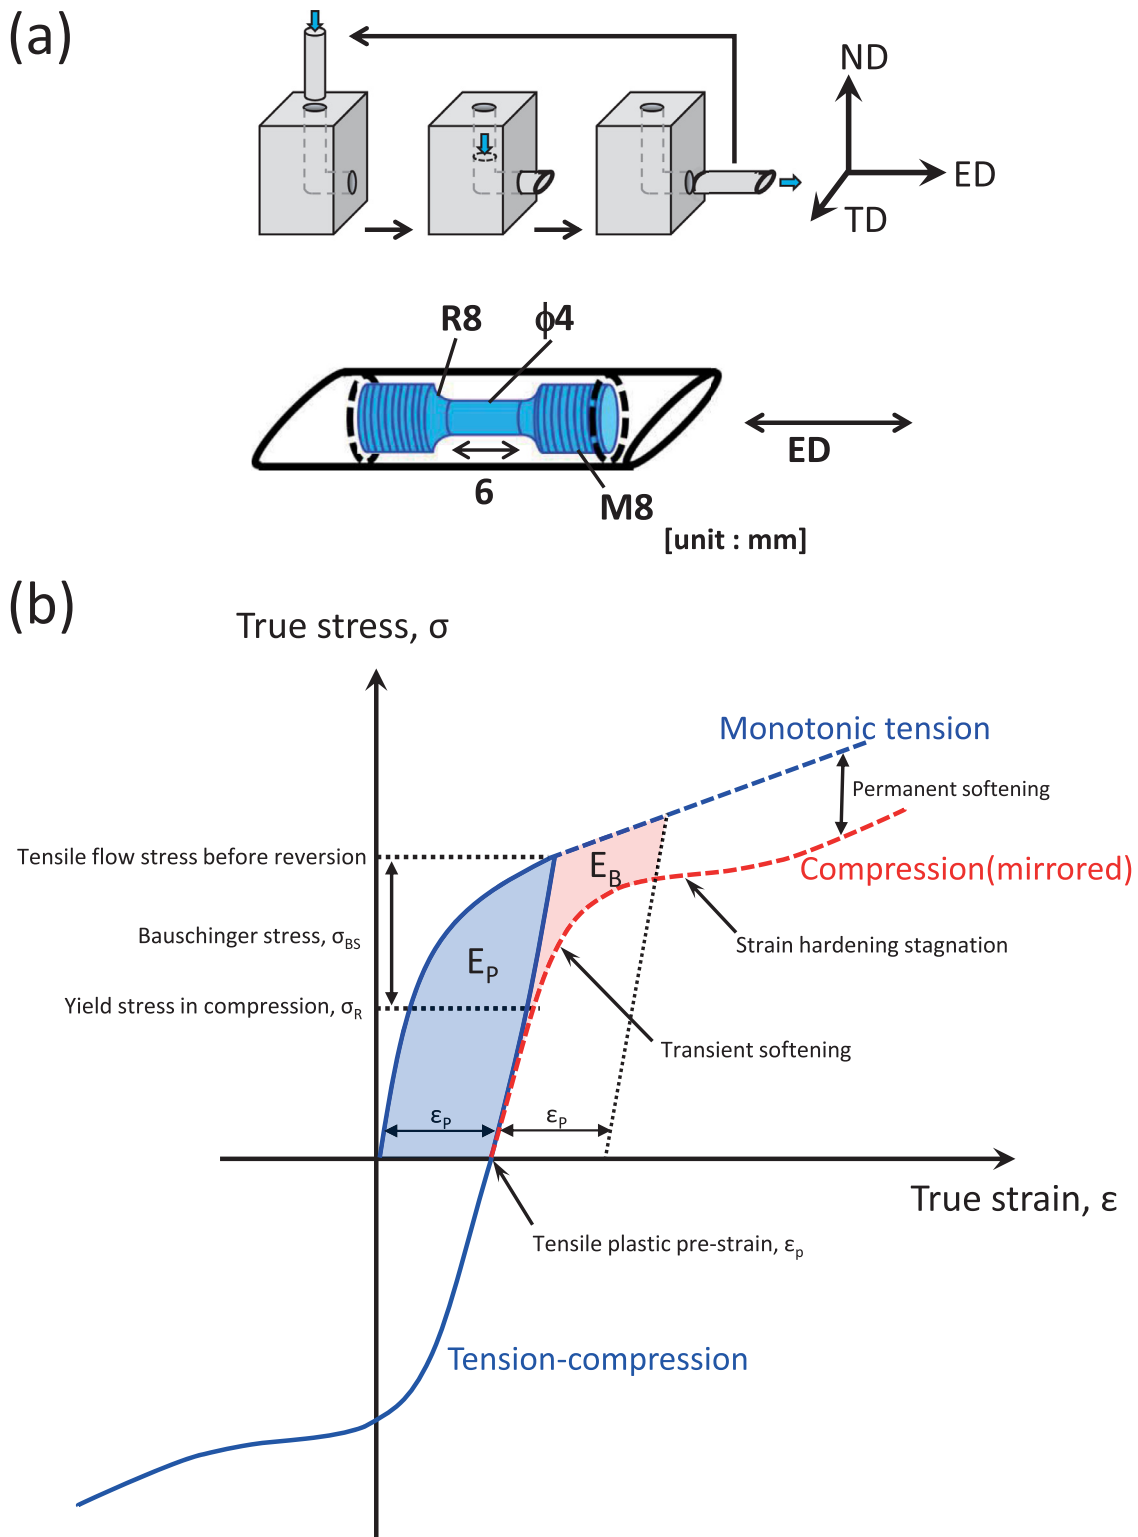 (a)
ND
ED
TD
R8
ϕ4
6
M8
ED
[unit : mm]
(b)
True stress, σ
Monotonic tension
Permanent softening
Tensile flow stress before reversion
E_B
Compression(mirrored)
Bauschinger stress, σ_BS
E_P
Strain hardening stagnation
Yield stress in compression, σ_R
Transient softening
ε_P
ε_P
True strain, ε
Tensile plastic pre-strain, ε_p
Tension-compression